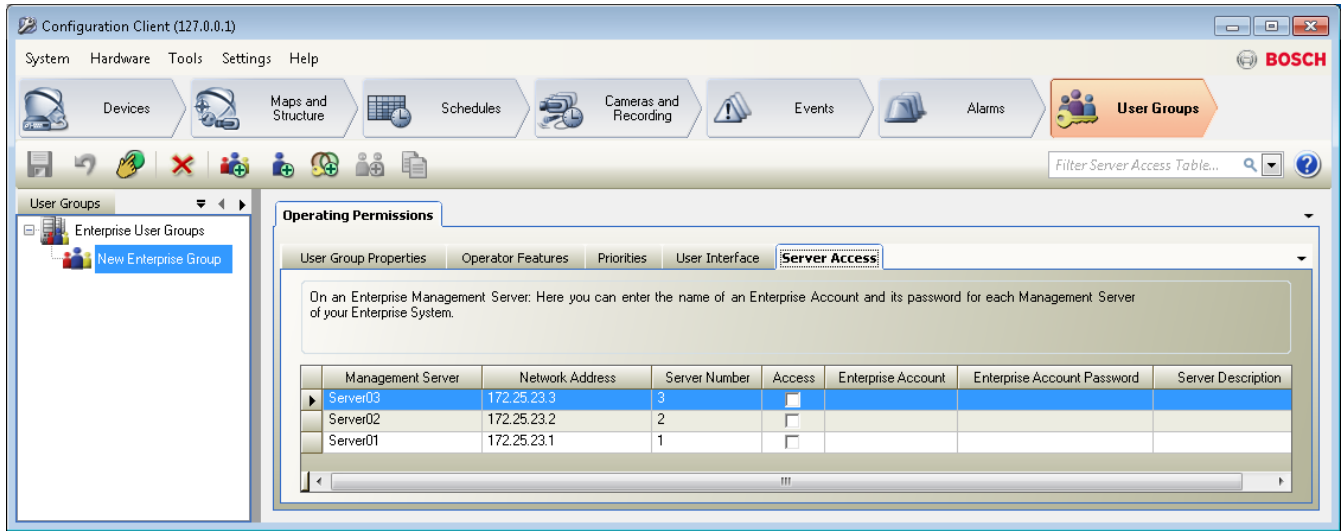 Configuration Client (127.0.0.1)
System Hardware Tools Settings Help
BOSCH
Devices
Maps and
Structure
Schedules
Cameras and
Recording
Events
Alarms
User Groups
Filter Server Access Table...
User Groups
Enterprise User Groups
New Enterprise Group
Operating Permissions
User Group Properties Operator Features Priorities User Interface Server Access
On an Enterprise Management Server: Here you can enter the name of an Enterprise Account and its password for each Management Server
of your Enterprise System.
Management Server Network Address Server Number Access Enterprise Account Enterprise Account Password Server Description
Server03 172.25.23.3 3
Server02 172.25.23.2 2
Server01 172.25.23.1 1